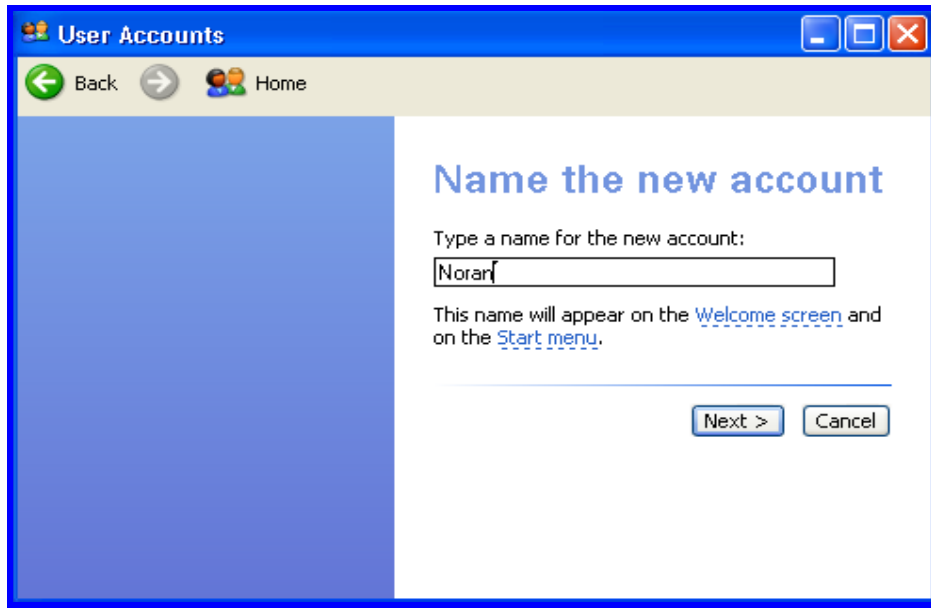 User Accounts
Back Home
Name the new account
Type a name for the new account:
Noran
This name will appear on the Welcome screen and
on the Start menu.
Next > Cancel